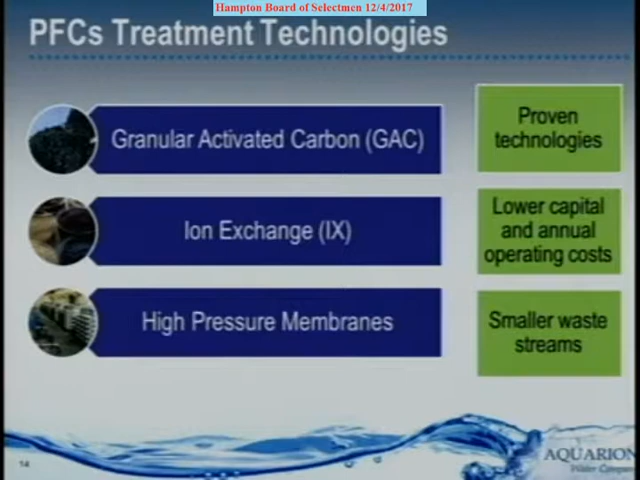 Hampton Board of Selectmen 12/4/2017
PFCs Treatment Technologies
Granular Activated Carbon (GAC)
Proven
technologies
Ion Exchange (IX)
Lower capital
and annual
operating costs
High Pressure Membranes
Smaller waste
streams
14
AQUARION
Water Company